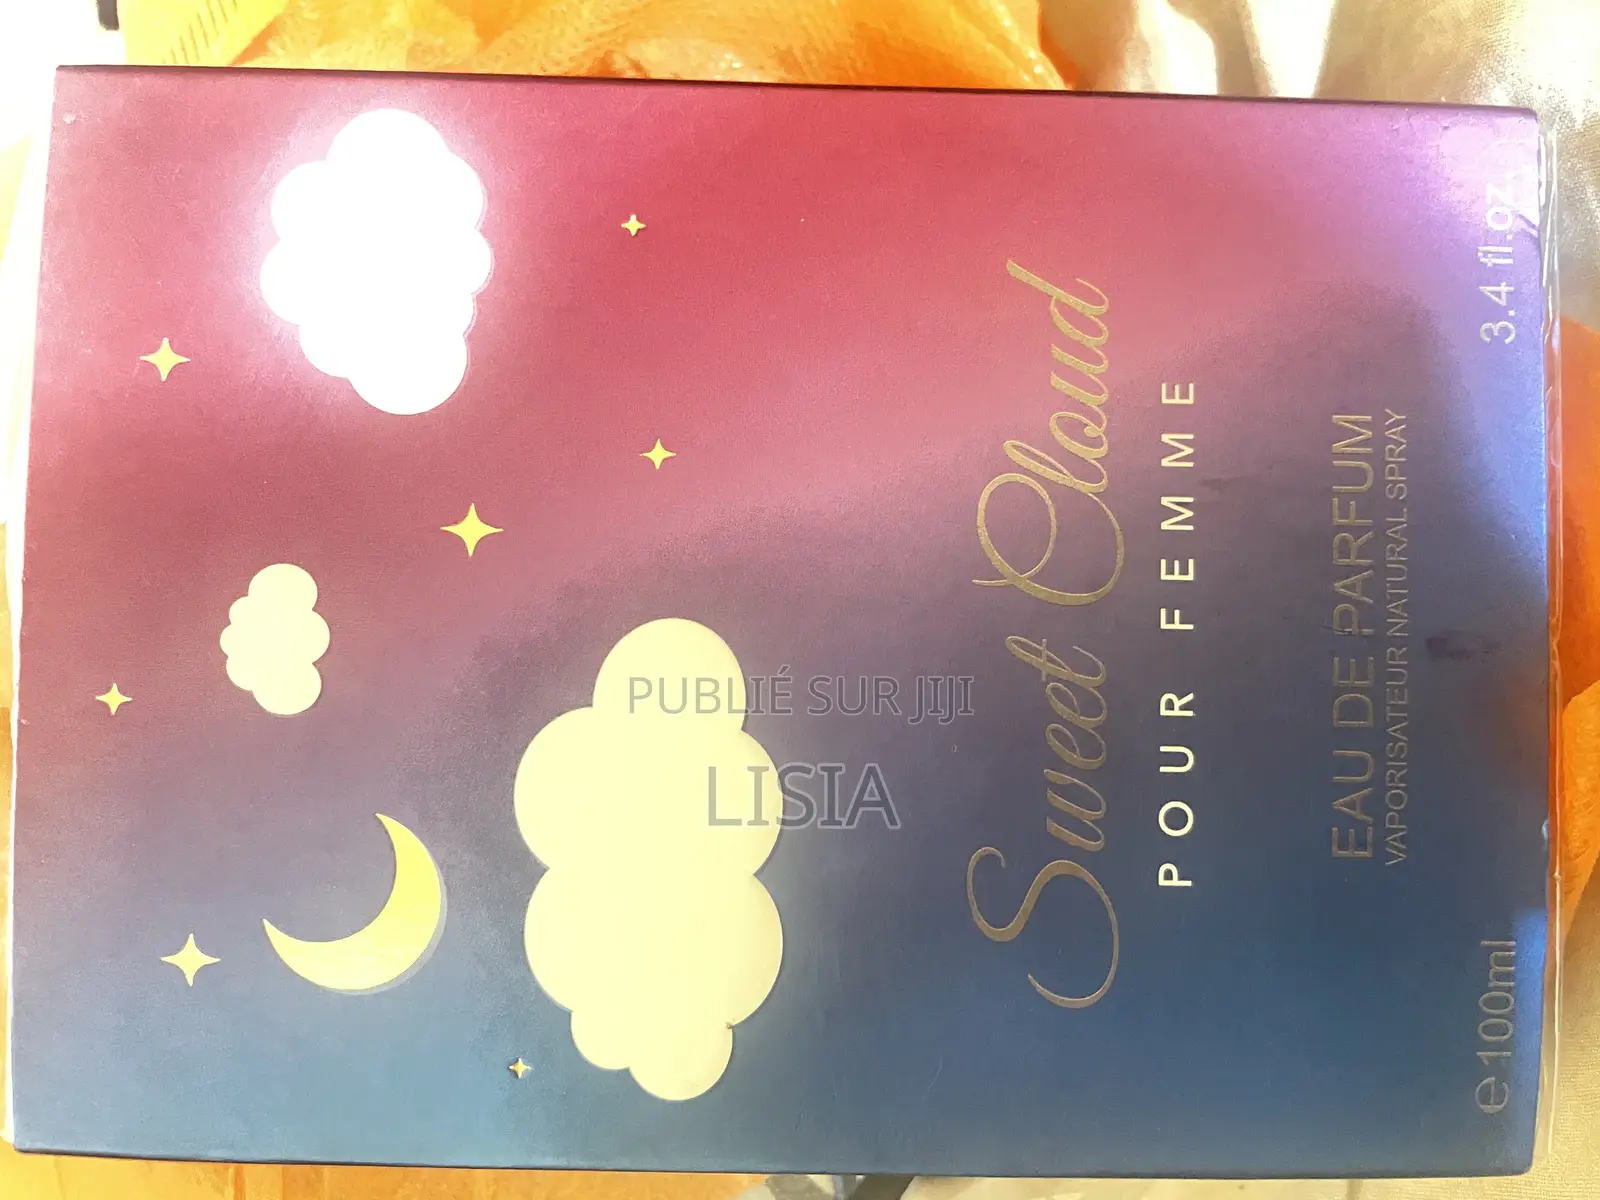 Sweet Cloud
POUR FEMME
EAU DE PARFUM
VAPORISATEUR NATURAL SPRAY
e 100ml
3.4 fl.oz
PUBLIÉ SUR JIJI
LISIA